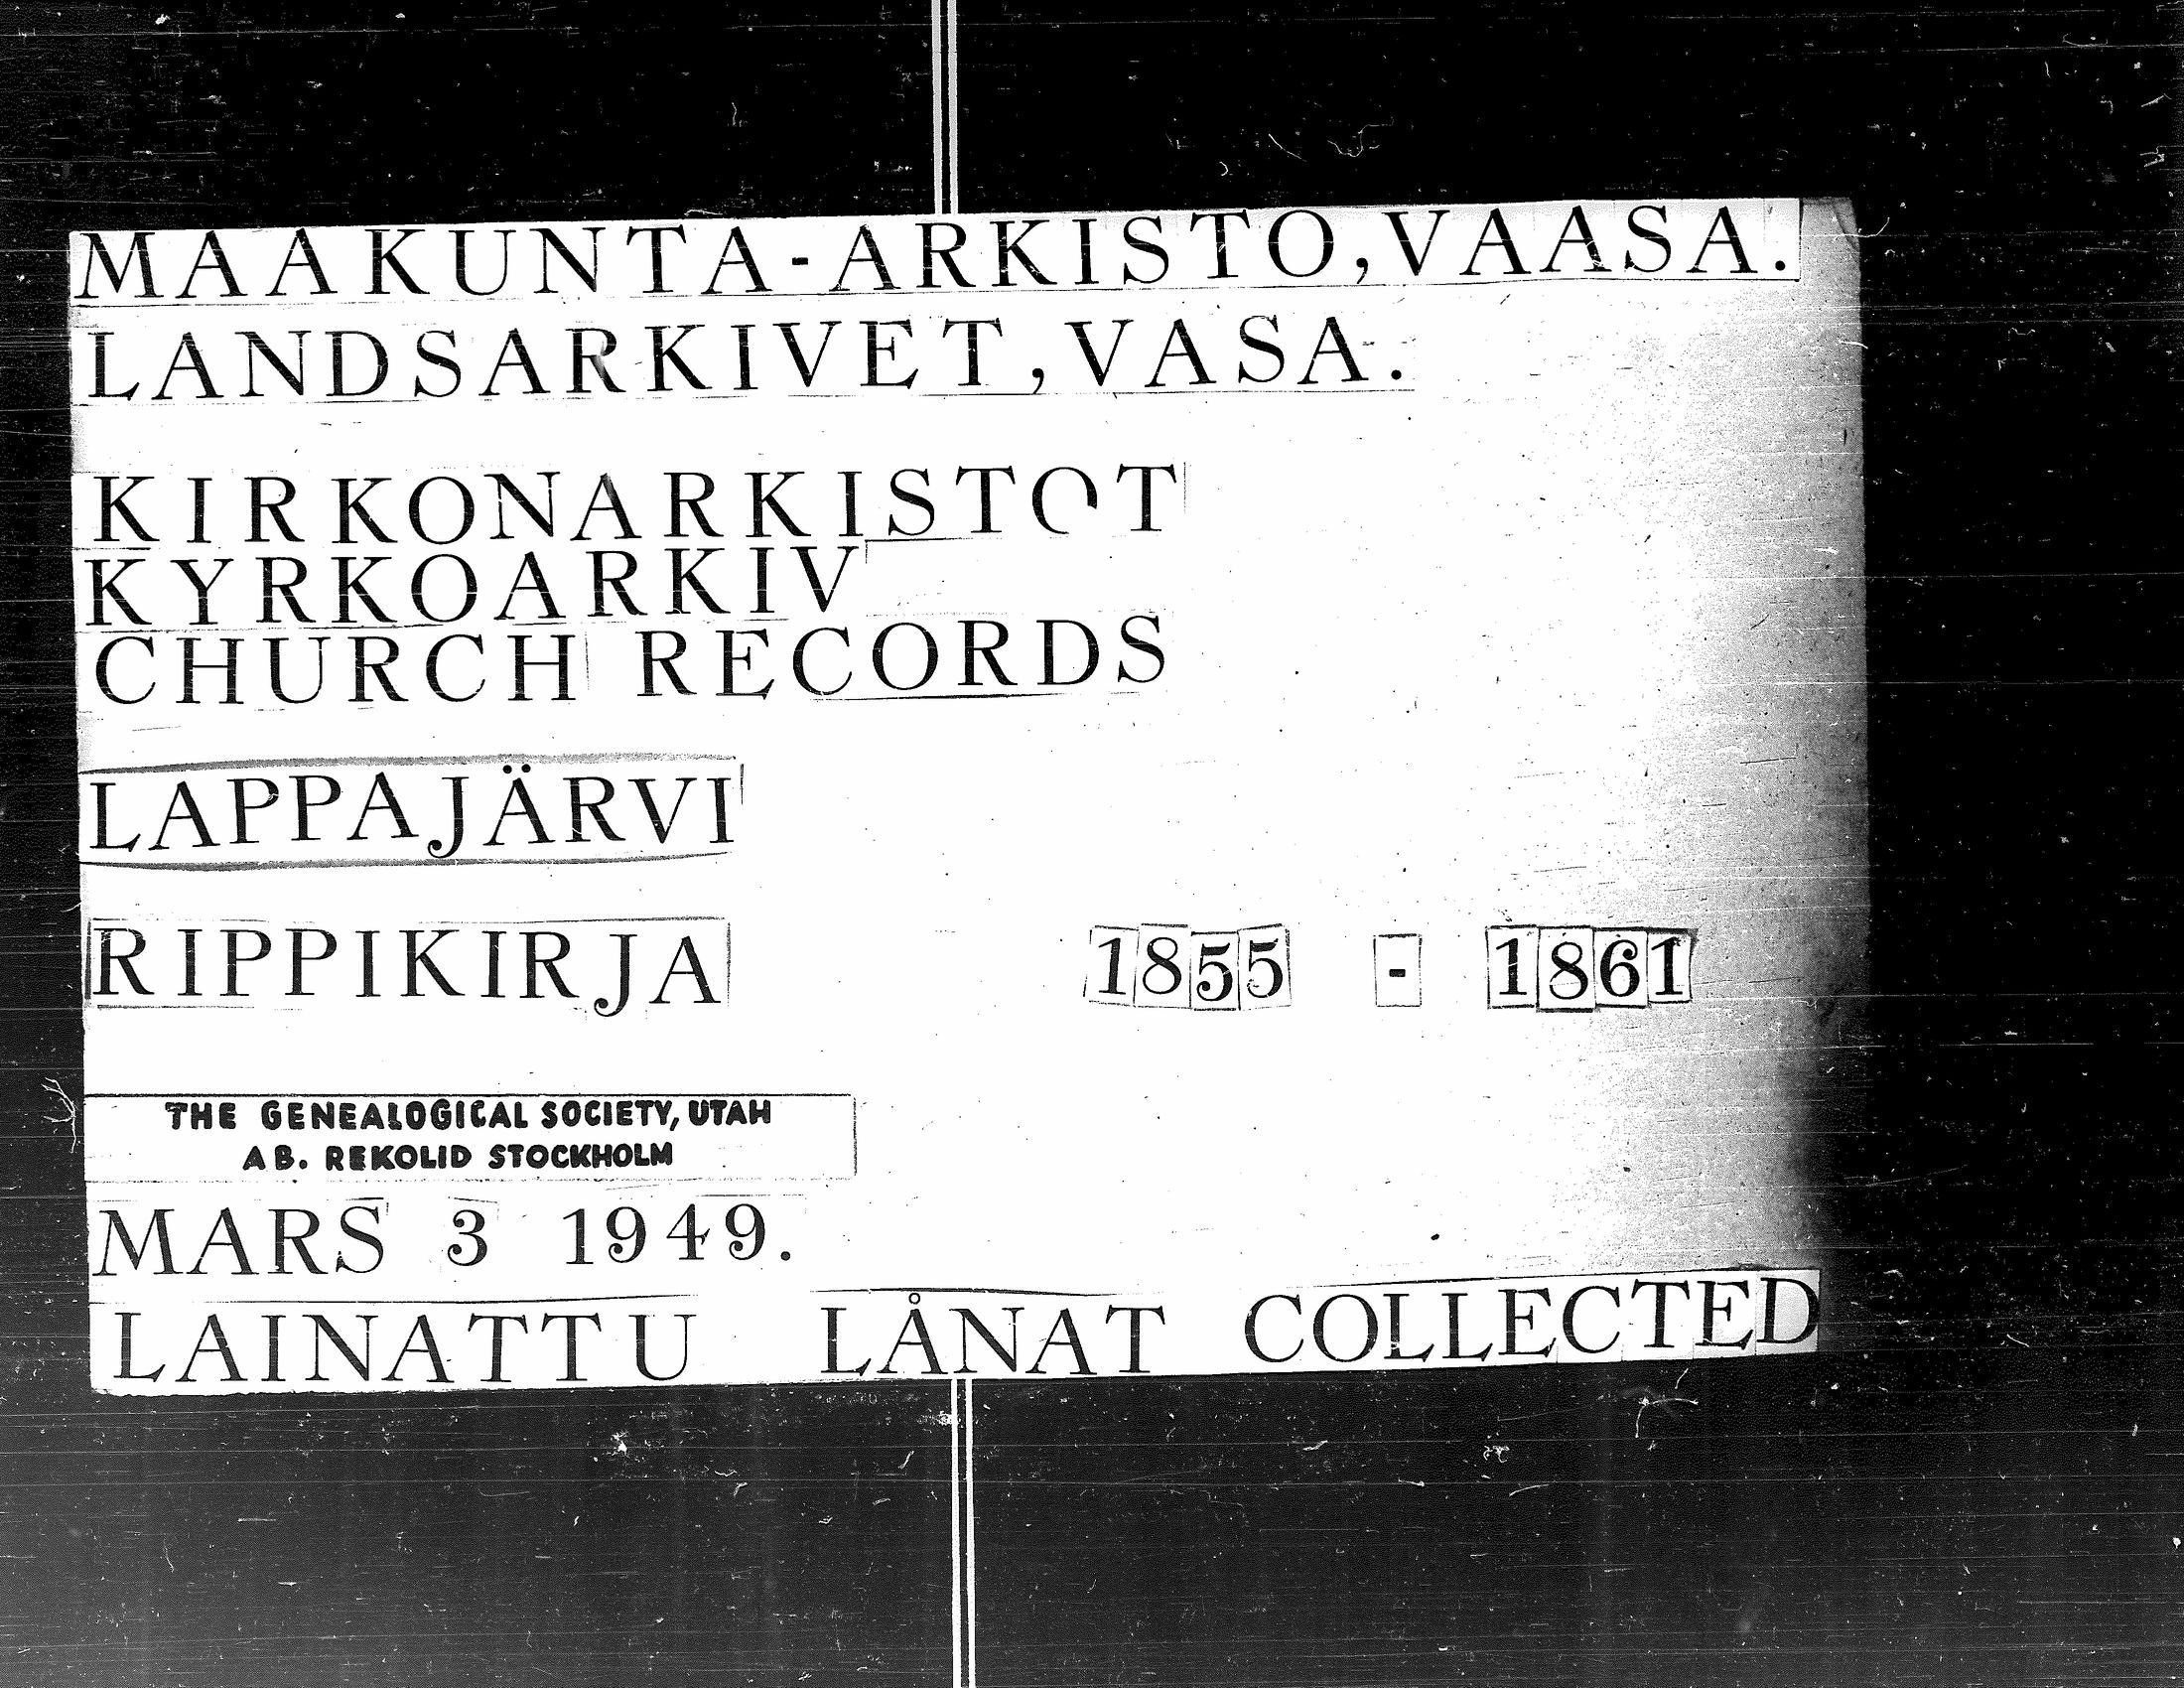 MAAKUNTA-ARKISTO, VAASA.
LANDSARKIVET, VASA.
KIRKONARKISTOT
KYRKOARKIV
CHURCH RECORDS
LAPPAJÄRVI
RIPPIKIRJA 1855 - 1861
THE GENEALOGICAL SOCIETY, UTAH
AB. REKOLID STOCKHOLM
MARS 3 1949.
LAINATTU LÅNAT COLLECTED